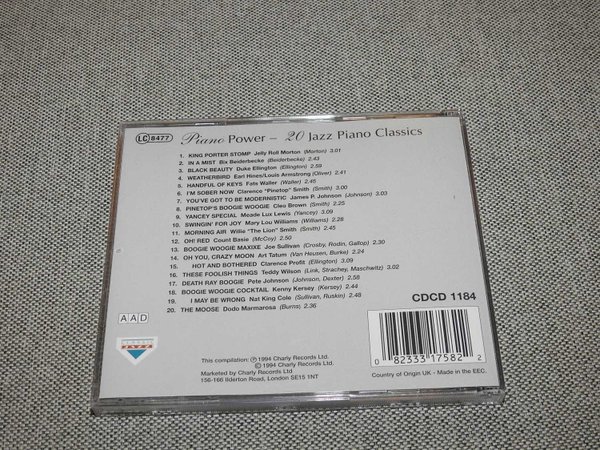 LC 8477
Piano Power – 20 Jazz Piano Classics
1. KING PORTER STOMP Jelly Roll Morton (Morton) 3.01
2. IN A MIST Bix Beiderbecke (Beiderbecke) 2.43
3. BLACK BEAUTY Duke Ellington (Ellington) 2.59
4. WEATHERBIRD Earl Hines/Louis Armstrong (Oliver) 2.41
5. HANDFUL OF KEYS Fats Waller (Waller) 2.45
6. I'M SOBER NOW Clarence "Pinetop" Smith (Smith) 3.00
7. YOU'VE GOT TO BE MODERNISTIC James P. Johnson (Johnson) 3.03
8. PINETOP'S BOOGIE WOOGIE Cleo Brown (Smith) 2.25
9. YANCEY SPECIAL Meade Lux Lewis (Yancey) 3.09
10. SWINGIN' FOR JOY Mary Lou Williams (Williams) 2.28
11. MORNING AIR Willie "The Lion" Smith (Smith) 2.45
12. OH! RED Count Basie (McCoy) 2.50
13. BOOGIE WOOGIE MAXIXE Joe Sullivan (Crosby, Rodin, Gallop) 2.30
14. OH YOU, CRAZY MOON Art Tatum (Van Heusen, Burke) 2.24
15. HOT AND BOTHERED Clarence Profit (Ellington) 3.09
16. THESE FOOLISH THINGS Teddy Wilson (Link, Strachey, Maschwitz) 3.02
17. DEATH RAY BOOGIE Pete Johnson (Johnson, Dexter) 2.58
18. BOOGIE WOOGIE COCKTAIL Kenny Kersey (Kersey) 2.44
19. I MAY BE WRONG Nat King Cole (Sullivan, Ruskin) 2.48
20. THE MOOSE Dodo Marmarosa (Burns) 2.36
CDCD 1184
AAD
JAZZ
This compilation: ℗ 1994 Charly Records Ltd.
© 1994 Charly Records Ltd.
Marketed by Charly Records Ltd.
156-166 Ilderton Road, London SE15 1NT
0 82333 17582 2
Country of Origin UK - Made in the EEC.